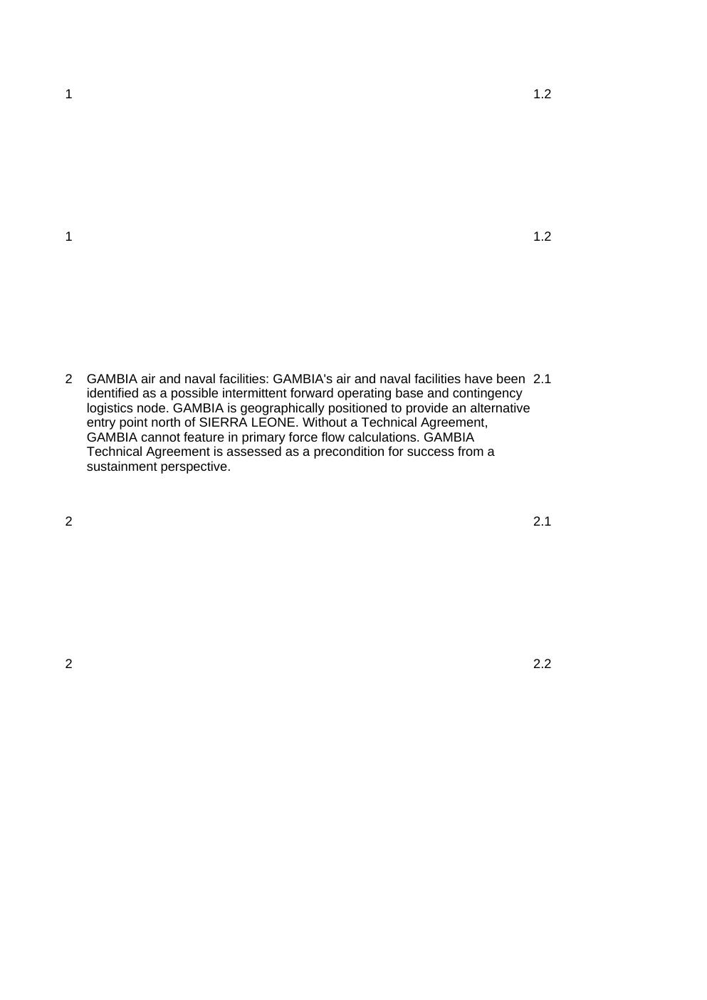 1 1.2
1 1.2
2 GAMBIA air and naval facilities: GAMBIA's air and naval facilities have been 2.1
identified as a possible intermittent forward operating base and contingency
logistics node. GAMBIA is geographically positioned to provide an alternative
entry point north of SIERRA LEONE. Without a Technical Agreement,
GAMBIA cannot feature in primary force flow calculations. GAMBIA
Technical Agreement is assessed as a precondition for success from a
sustainment perspective.
2 2.1
2 2.2